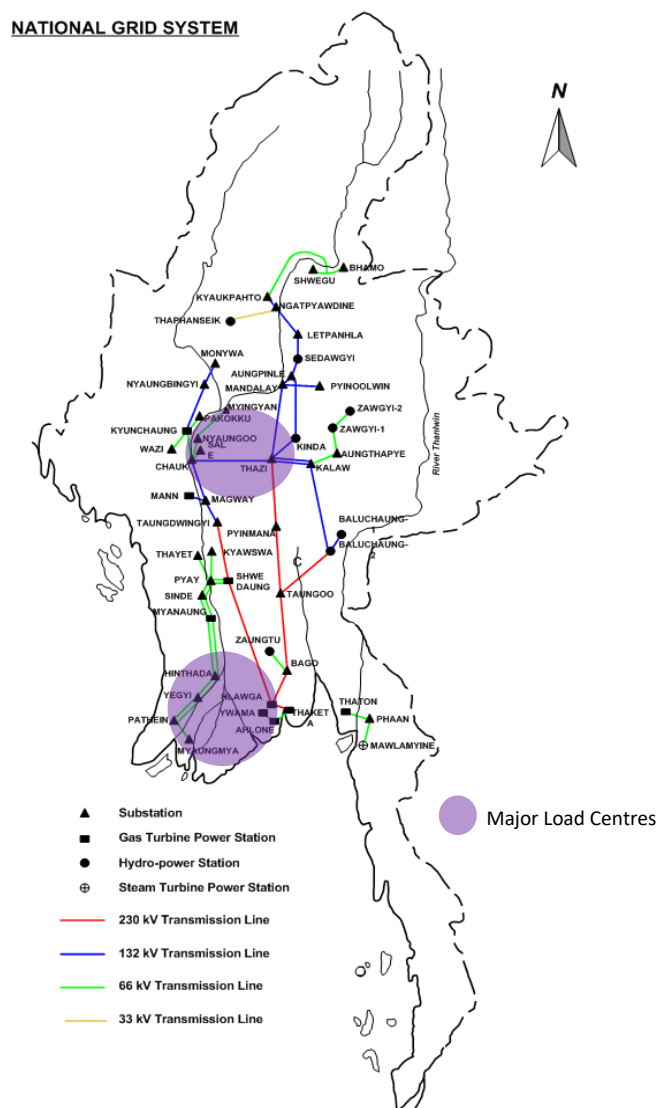 NATIONAL GRID SYSTEM
N
SHWEGU
BHAMO
KYAUKPAHTO
NGATPYAWDINE
THAPHANSEIK
LETPANHLA
MONYWA
SEDAWGYI
AUNGPINLE
NYAUNGBINGYI
MANDALAY
PYINOOLWIN
MYINGYAN
ZAWGYI-2
PAKOKKU
KYUNCHAUNG
ZAWGYI-1
NYAUNGOO
WAZI
SAL
E
KINDA
AUNGTHAPYE
CHAUK
THAZI
KALAW
River Thanlwin
MANN
MAGWAY
TAUNGDWINGYI
PYINMANA
BALUCHAUNG-
1
BALUCHAUNG-
2
THAYET
KYAWSWA
C
PYAY
SHWE
DAUNG
SINDE
TAUNGOO
MYANAUNG
ZAUNGTU
HINTHADA
BAGO
YEGYI
HLAWGA
THATON
YWAMA
THAKET
A
PATHEIN
AHLONE
PHAAN
MYAUNGMYA
MAWLAMYINE
Major Load Centres
Substation
Gas Turbine Power Station
Hydro-power Station
Steam Turbine Power Station
230 kV Transmission Line
132 kV Transmission Line
66 kV Transmission Line
33 kV Transmission Line